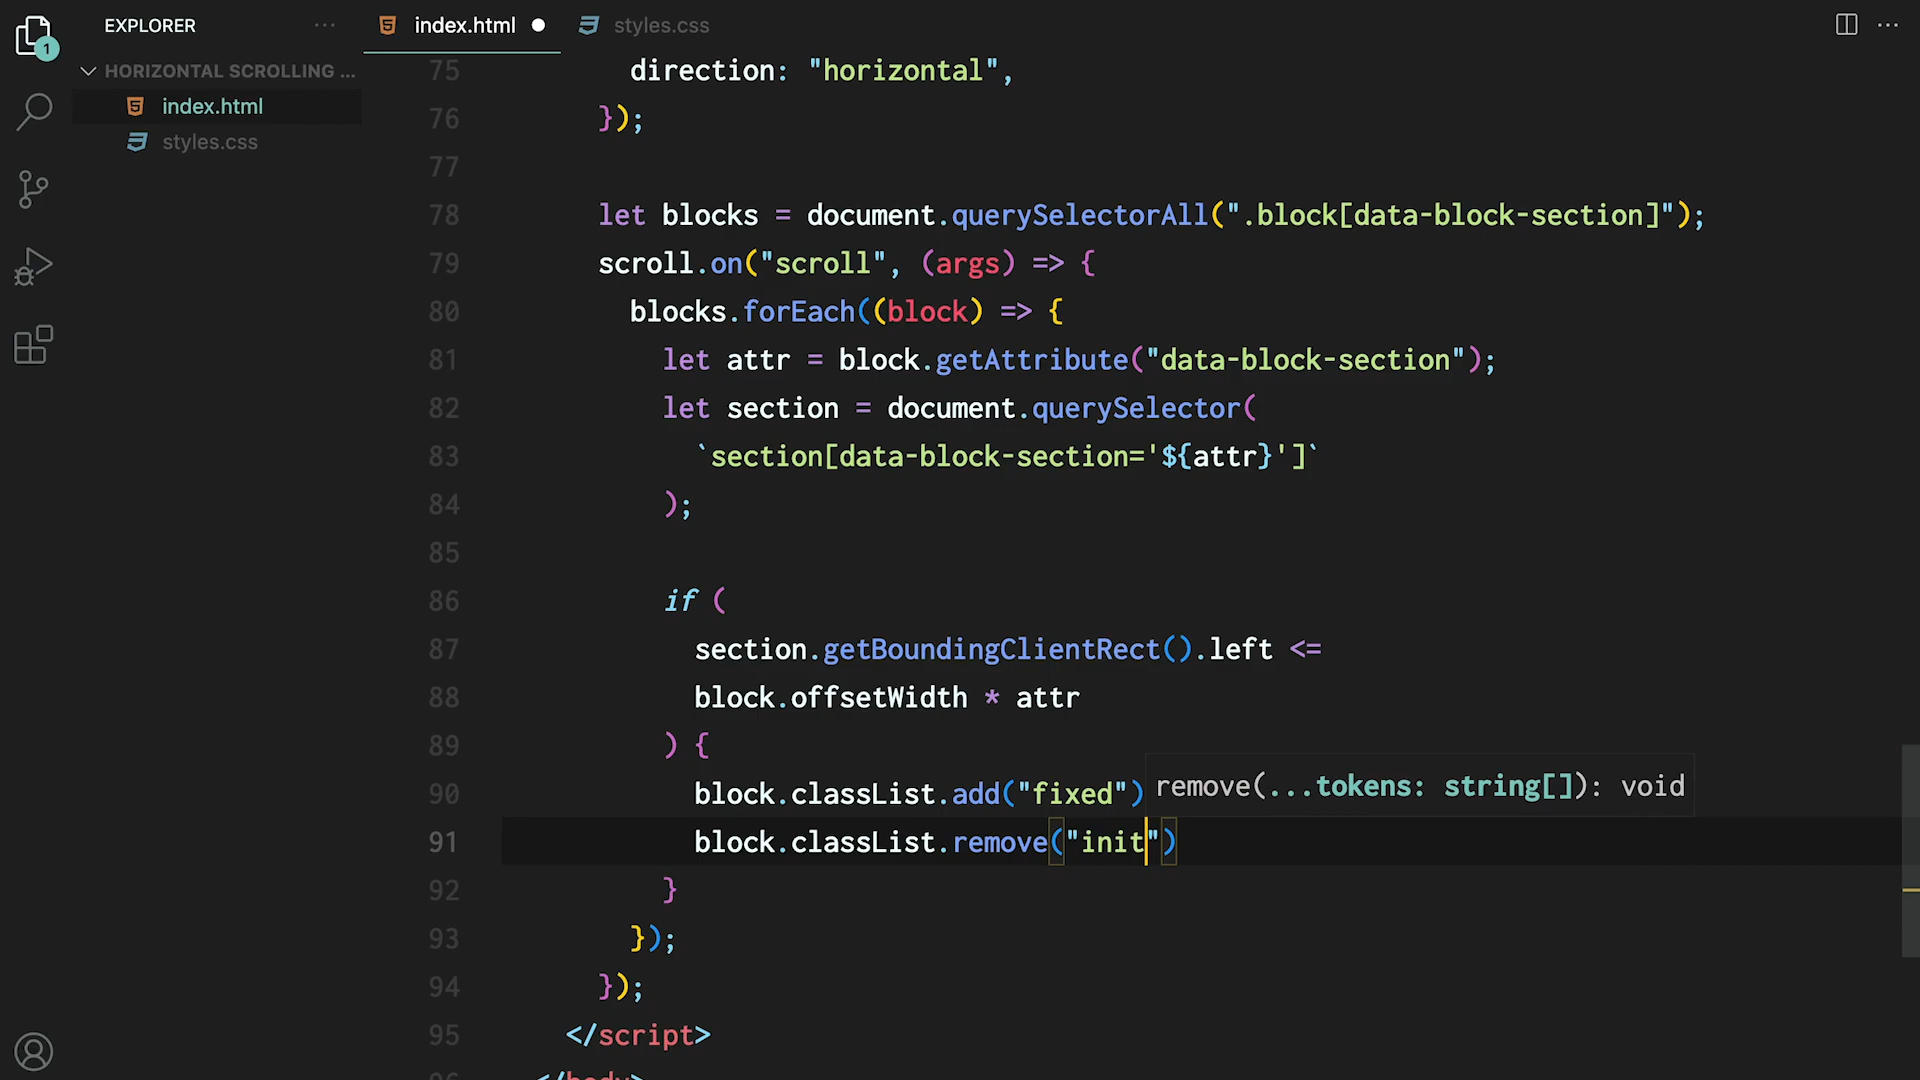 EXPLORER
index.html
styles.css
1
HORIZONTAL SCROLLING ...
index.html
styles.css
75 direction: "horizontal",
76 });
77
78 let blocks = document.querySelectorAll(".block[data-block-section]");
79 scroll.on("scroll", (args) => {
80 blocks.forEach((block) => {
81 let attr = block.getAttribute("data-block-section");
82 let section = document.querySelector(
83 `section[data-block-section='${attr}']`
84 );
85
86 if (
87 section.getBoundingClientRect().left <=
88 block.offsetWidth * attr
89 ) {
90 block.classList.add("fixed")
remove(...tokens: string[]): void
91 block.classList.remove("init")
92 }
93 });
94 });
95 </script>
96 </body>